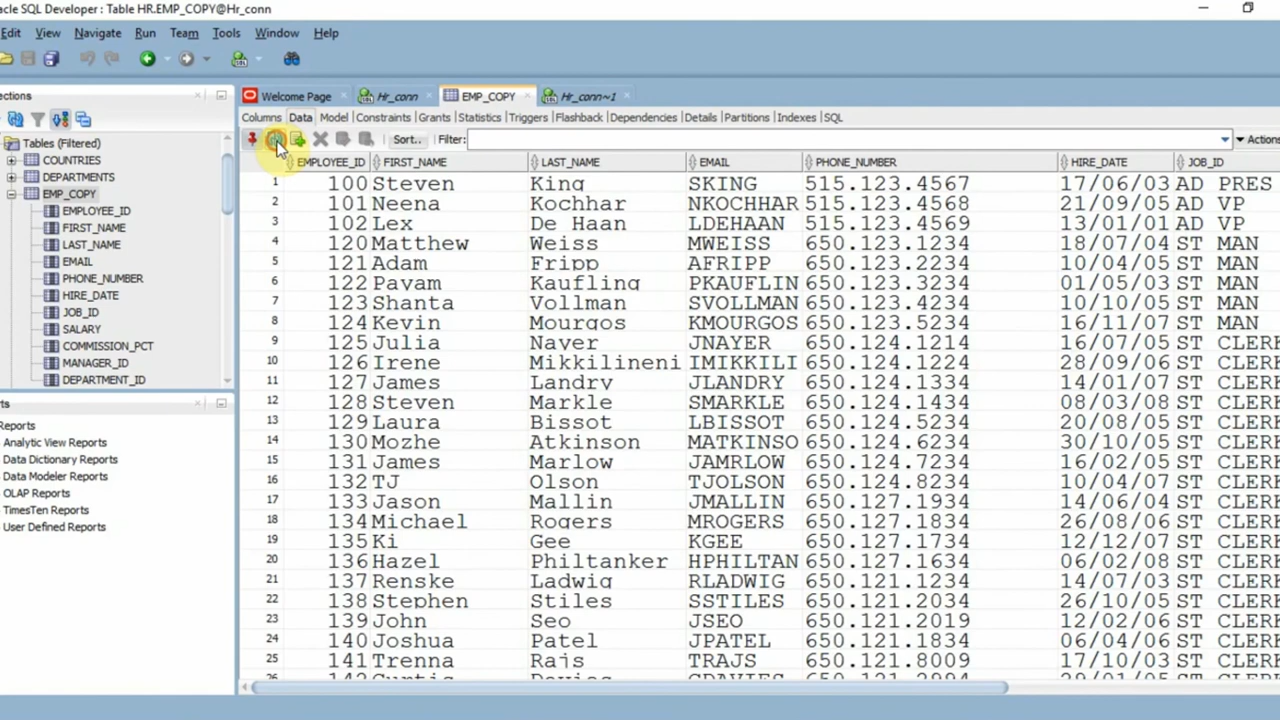 acle SQL Developer : Table HR.EMP_COPY@Hr_conn
Edit View Navigate Run Team Tools Window Help
ections
Welcome Page Hr_conn EMP_COPY Hr_conn~1
Columns Data Model Constraints Grants Statistics Triggers Flashback Dependencies Details Partitions Indexes SQL
Sort.. Filter: Actions
Tables (Filtered)
COUNTRIES
DEPARTMENTS
EMP_COPY
EMPLOYEE_ID
FIRST_NAME
LAST_NAME
EMAIL
PHONE_NUMBER
HIRE_DATE
JOB_ID
SALARY
COMMISSION_PCT
MANAGER_ID
DEPARTMENT_ID
rts
Reports
Analytic View Reports
Data Dictionary Reports
Data Modeler Reports
OLAP Reports
TimesTen Reports
User Defined Reports
EMPLOYEE_ID FIRST_NAME LAST_NAME EMAIL PHONE_NUMBER HIRE_DATE JOB_ID
1 100 Steven King SKING 515.123.4567 17/06/03 AD PRES
2 101 Neena Kochhar NKOCHHAR 515.123.4568 21/09/05 AD VP
3 102 Lex De Haan LDEHAAN 515.123.4569 13/01/01 AD VP
4 120 Matthew Weiss MWEISS 650.123.1234 18/07/04 ST MAN
5 121 Adam Fripp AFRIPP 650.123.2234 10/04/05 ST MAN
6 122 Payam Kaufling PKAUFLIN 650.123.3234 01/05/03 ST MAN
7 123 Shanta Vollman SVOLLMAN 650.123.4234 10/10/05 ST MAN
8 124 Kevin Mourgos KMOURGOS 650.123.5234 16/11/07 ST MAN
9 125 Julia Nayer JNAYER 650.124.1214 16/07/05 ST CLERK
10 126 Irene Mikkilineni IMIKKILI 650.124.1224 28/09/06 ST CLERK
11 127 James Landry JLANDRY 650.124.1334 14/01/07 ST CLERK
12 128 Steven Markle SMARKLE 650.124.1434 08/03/08 ST CLERK
13 129 Laura Bissot LBISSOT 650.124.5234 20/08/05 ST CLERK
14 130 Mozhe Atkinson MATKINSO 650.124.6234 30/10/05 ST CLERK
15 131 James Marlow JAMRLOW 650.124.7234 16/02/05 ST CLERK
16 132 TJ Olson TJOLSON 650.124.8234 10/04/07 ST CLERK
17 133 Jason Mallin JMALLIN 650.127.1934 14/06/04 ST CLERK
18 134 Michael Rogers MROGERS 650.127.1834 26/08/06 ST CLERK
19 135 Ki Gee KGEE 650.127.1734 12/12/07 ST CLERK
20 136 Hazel Philtanker HPHILTAN 650.127.1634 06/02/08 ST CLERK
21 137 Renske Ladwig RLADWIG 650.121.1234 14/07/03 ST CLERK
22 138 Stephen Stiles SSTILES 650.121.2034 26/10/05 ST CLERK
23 139 John Seo JSEO 650.121.2019 12/02/06 ST CLERK
24 140 Joshua Patel JPATEL 650.121.1834 06/04/06 ST CLERK
25 141 Trenna Rajs TRAJS 650.121.8009 17/10/03 ST CLERK